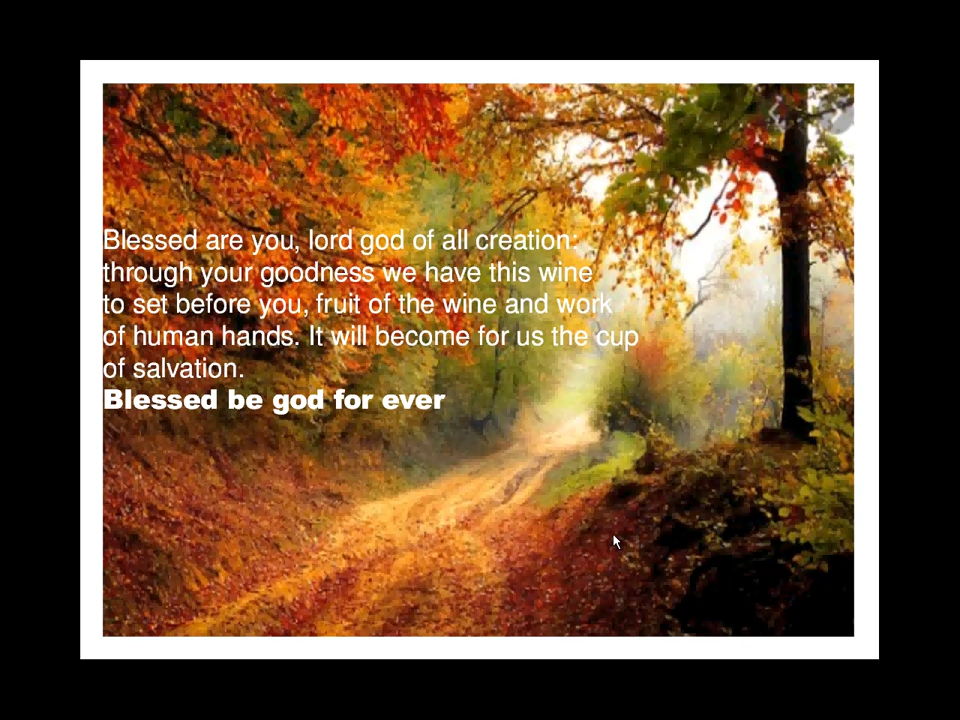 Blessed are you, lord god of all creation:
through your goodness we have this wine
to set before you, fruit of the wine and work
of human hands. It will become for us the cup
of salvation.
Blessed be god for ever